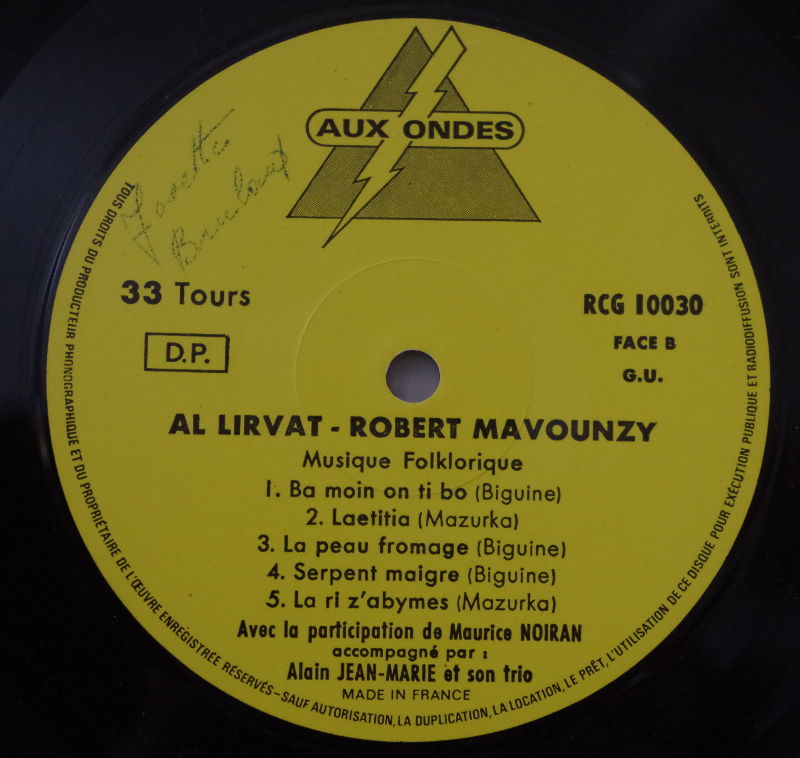 AUX ONDES
33 Tours
D.P.
RCG 10030
FACE B
G.U.
AL LIRVAT - ROBERT MAVOUNZY
Musique Folklorique
1. Ba moin on ti bo (Biguine)
2. Laetitia (Mazurka)
3. La peau fromage (Biguine)
4. Serpent maigre (Biguine)
5. La ri z'abymes (Mazurka)
Avec la participation de Maurice NOIRAN
accompagné par :
Alain JEAN-MARIE et son trio
MADE IN FRANCE
TOUS DROITS DU PRODUCTEUR PHONOGRAPHIQUE ET DU PROPRIÉTAIRE DE L'ŒUVRE ENREGISTRÉE RÉSERVÉS - SAUF AUTORISATION, LA DUPLICATION, LA LOCATION, LE PRÊT, L'UTILISATION DE CE DISQUE POUR EXÉCUTION PUBLIQUE ET RADIODIFFUSION SONT INTERDITS